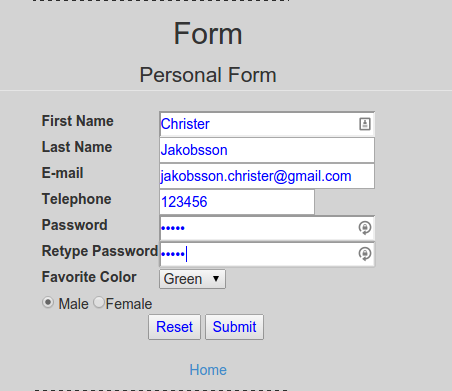 Form
Personal Form
First Name Christer
Last Name Jakobsson
E-mail jakobsson.christer@gmail.com
Telephone 123456
Password •••••
Retype Password •••••
Favorite Color Green
Male Female
Reset Submit
Home